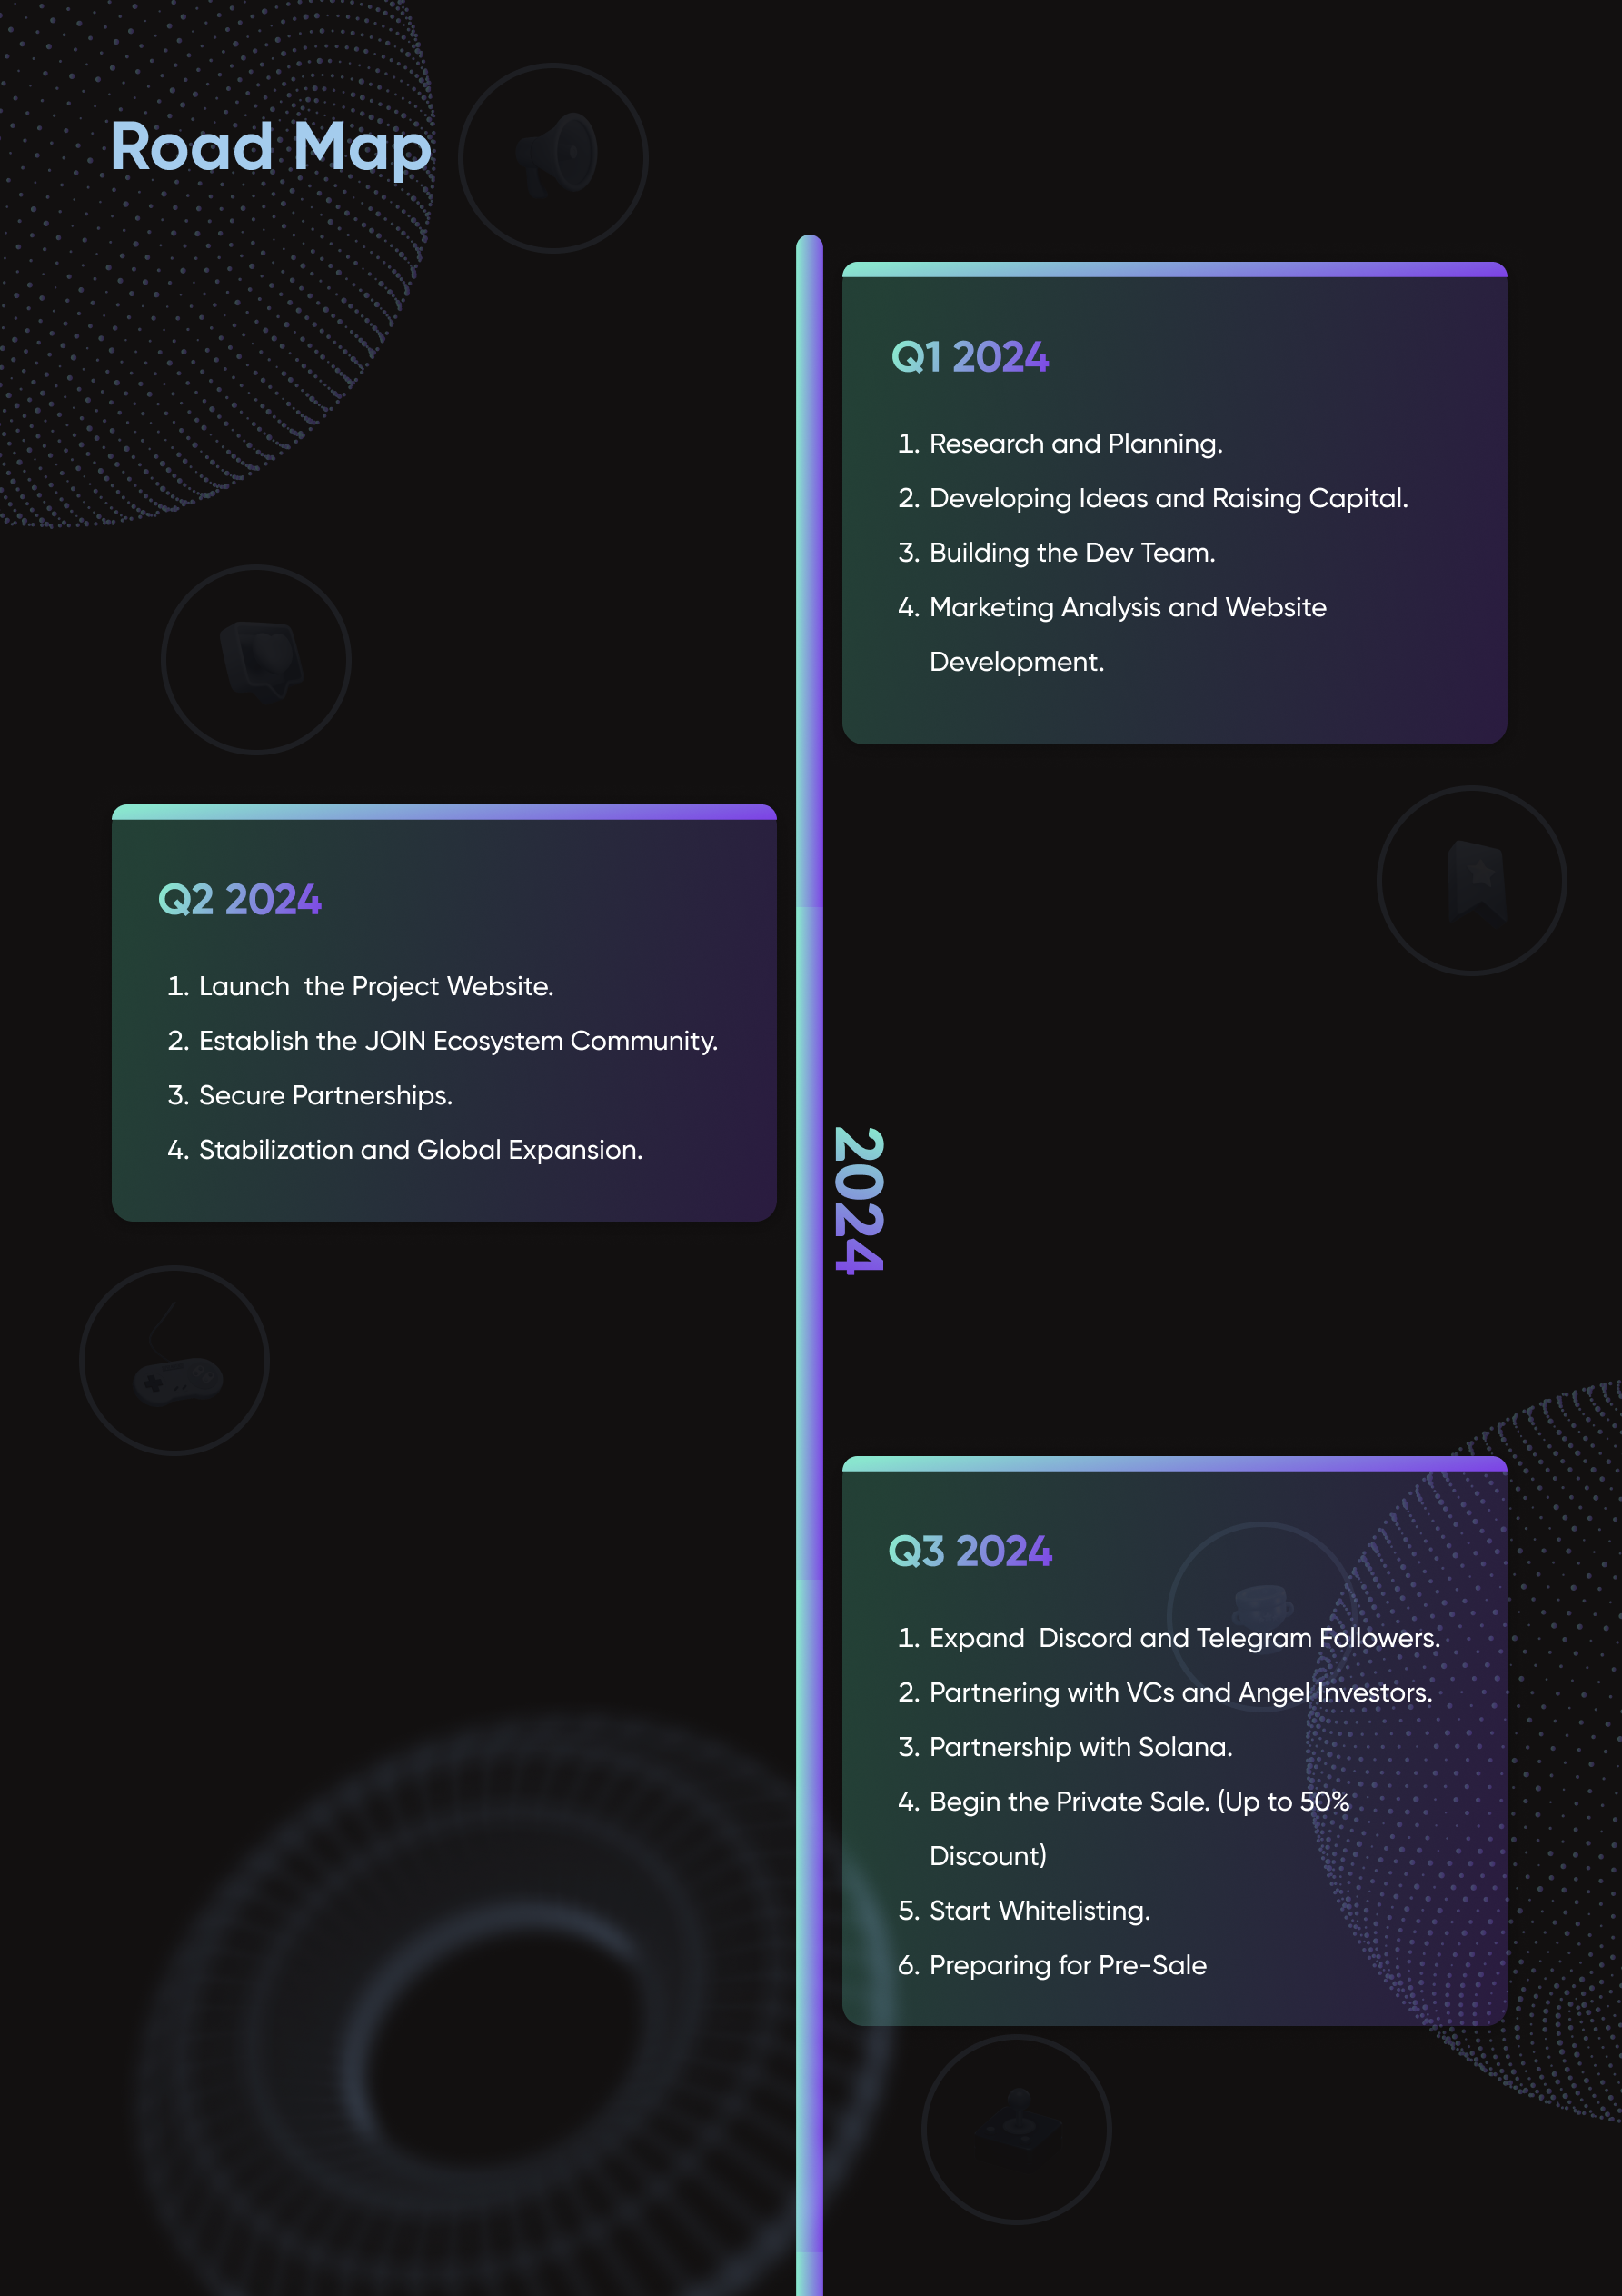 Road Map
Q1 2024
1. Research and Planning.
2. Developing Ideas and Raising Capital.
3. Building the Dev Team.
4. Marketing Analysis and Website
Development.
Q2 2024
1. Launch  the Project Website.
2. Establish the JOIN Ecosystem Community.
3. Secure Partnerships.
4. Stabilization and Global Expansion.
2024
Q3 2024
1. Expand  Discord and Telegram Followers.
2. Partnering with VCs and Angel Investors.
3. Partnership with Solana.
4. Begin the Private Sale. (Up to 50%
Discount)
5. Start Whitelisting.
6. Preparing for Pre-Sale